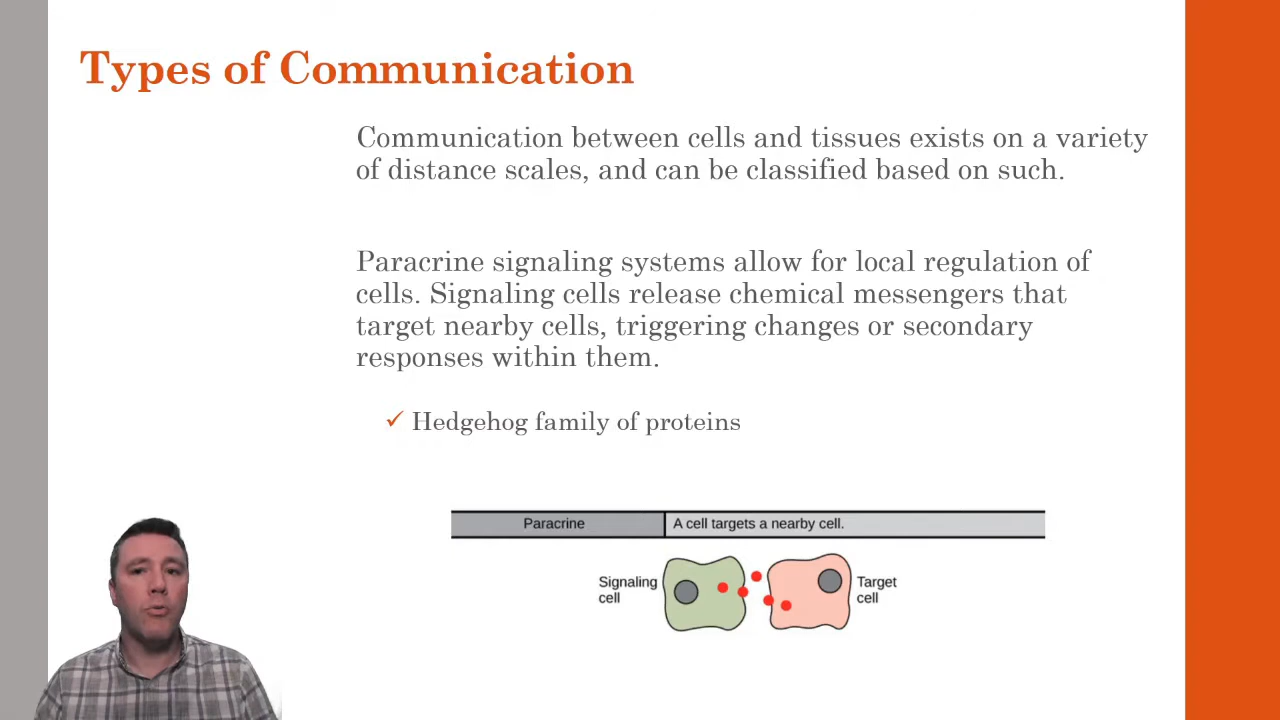 Types of Communication
Communication between cells and tissues exists on a variety
of distance scales, and can be classified based on such.
Paracrine signaling systems allow for local regulation of
cells. Signaling cells release chemical messengers that
target nearby cells, triggering changes or secondary
responses within them.
✓ Hedgehog family of proteins
Paracrine
A cell targets a nearby cell.
Signaling
cell
Target
cell